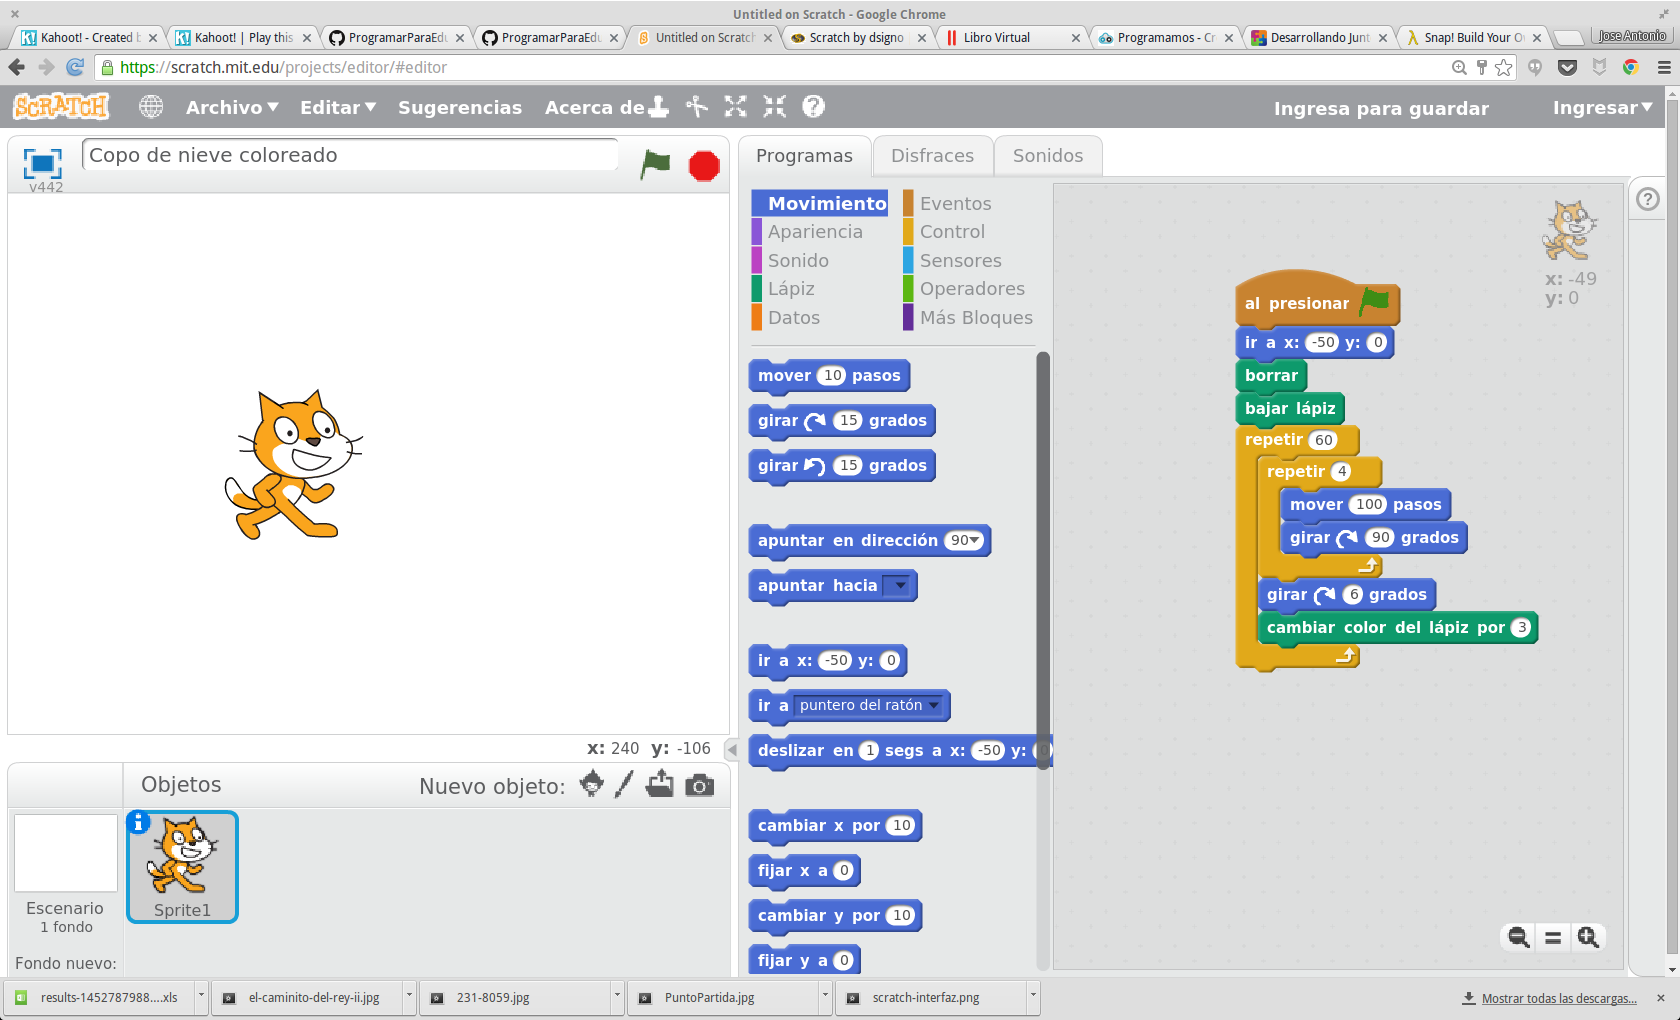 Untitled on Scratch - Google Chrome
Kahoot! - Created b
Kahoot! | Play this
ProgramarParaEdu
ProgramarParaEdu
Untitled on Scratch
Scratch by dsigno
Libro Virtual
Programamos - Cr
Desarrollando Junt
Snap! Build Your O
Jose Antonio
https://scratch.mit.edu/projects/editor/#editor
SCRATCH
Archivo
Editar
Sugerencias
Acerca de
Ingresa para guardar
Ingresar
v442
Copo de nieve coloreado
Programas
Disfraces
Sonidos
Movimiento
Apariencia
Sonido
Lápiz
Datos
Eventos
Control
Sensores
Operadores
Más Bloques
mover 10 pasos
girar 15 grados
girar 15 grados
apuntar en dirección 90
apuntar hacia
ir a x: -50 y: 0
ir a puntero del ratón
deslizar en 1 segs a x: -50 y: 0
cambiar x por 10
fijar x a 0
cambiar y por 10
fijar y a 0
x: -49
y: 0
al presionar
ir a x: -50 y: 0
borrar
bajar lápiz
repetir 60
repetir 4
mover 100 pasos
girar 90 grados
girar 6 grados
cambiar color del lápiz por 3
x: 240 y: -106
Objetos
Nuevo objeto:
Escenario
1 fondo
Fondo nuevo:
Sprite1
results-1452787988....xls
el-caminito-del-rey-ii.jpg
231-8059.jpg
PuntoPartida.jpg
scratch-interfaz.png
Mostrar todas las descargas...